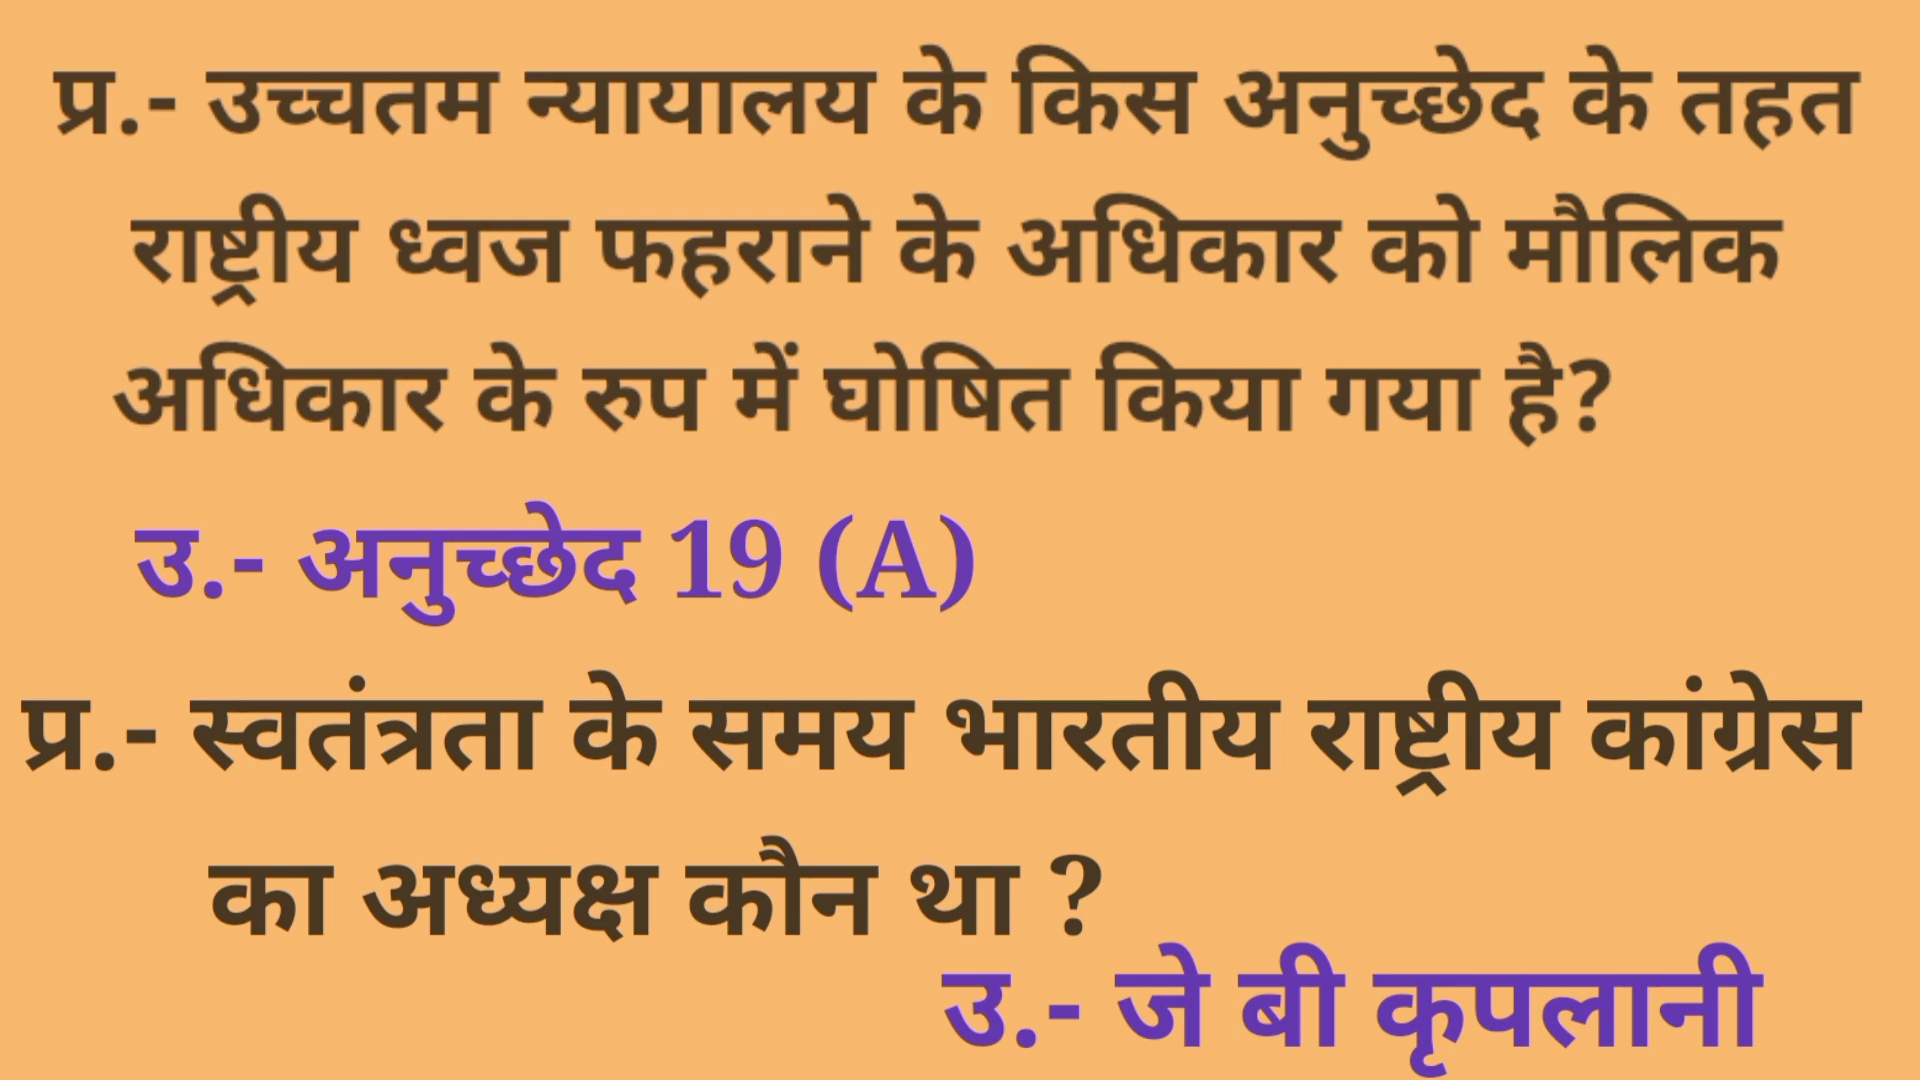 प्र.- उच्चतम न्यायालय के किस अनुच्छेद के तहत
राष्ट्रीय ध्वज फहराने के अधिकार को मौलिक
अधिकार के रुप में घोषित किया गया है?
उ.- अनुच्छेद 19 (A)
प्र.- स्वतंत्रता के समय भारतीय राष्ट्रीय कांग्रेस
का अध्यक्ष कौन था ?
उ.- जे बी कृपलानी